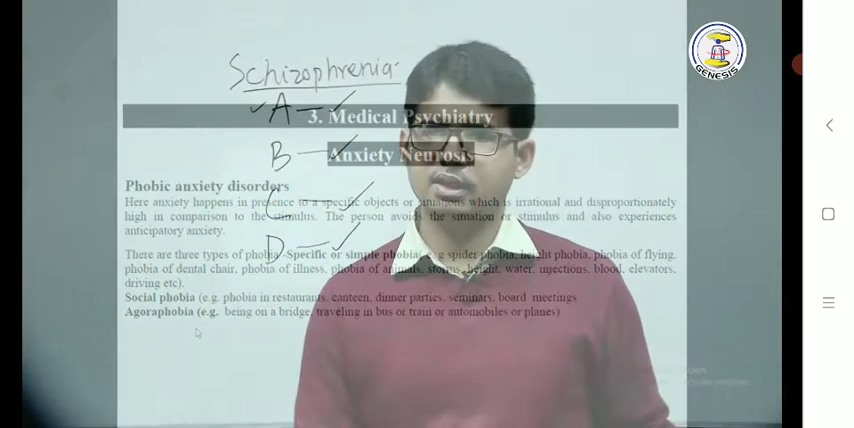 GENESIS
Schizophrenia
A - ✓
3. Medical Psychiatry
B - ✓
Anxiety Neurosis
Phobic anxiety disorders
C - ✓
Here anxiety happens in presence to a specific objects or situations which is irrational and disproportionately
high in comparison to the stimulus. The person avoids the situation or stimulus and also experiences
anticipatory anxiety.
D - ✓
There are three types of phobia -Specific or simple phobia( e. g spider phobia, height phobia, phobia of flying,
phobia of dental chair, phobia of illness, phobia of animals, storms, height, water, injections, blood, elevators,
driving etc).
Social phobia (e.g. phobia in restaurants, canteen, dinner parties, seminars, board meetings
Agoraphobia (e.g. being on a bridge, traveling in bus or train or automobiles or planes)